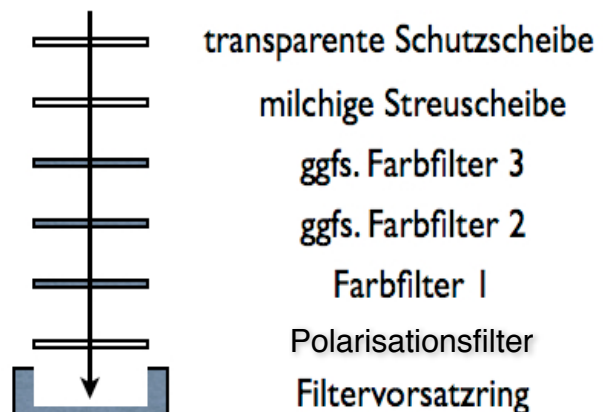 transparente Schutzscheibe
milchige Streuscheibe
ggfs. Farbfilter 3
ggfs. Farbfilter 2
Farbfilter 1
Polarisationsfilter
Filtervorsatzring